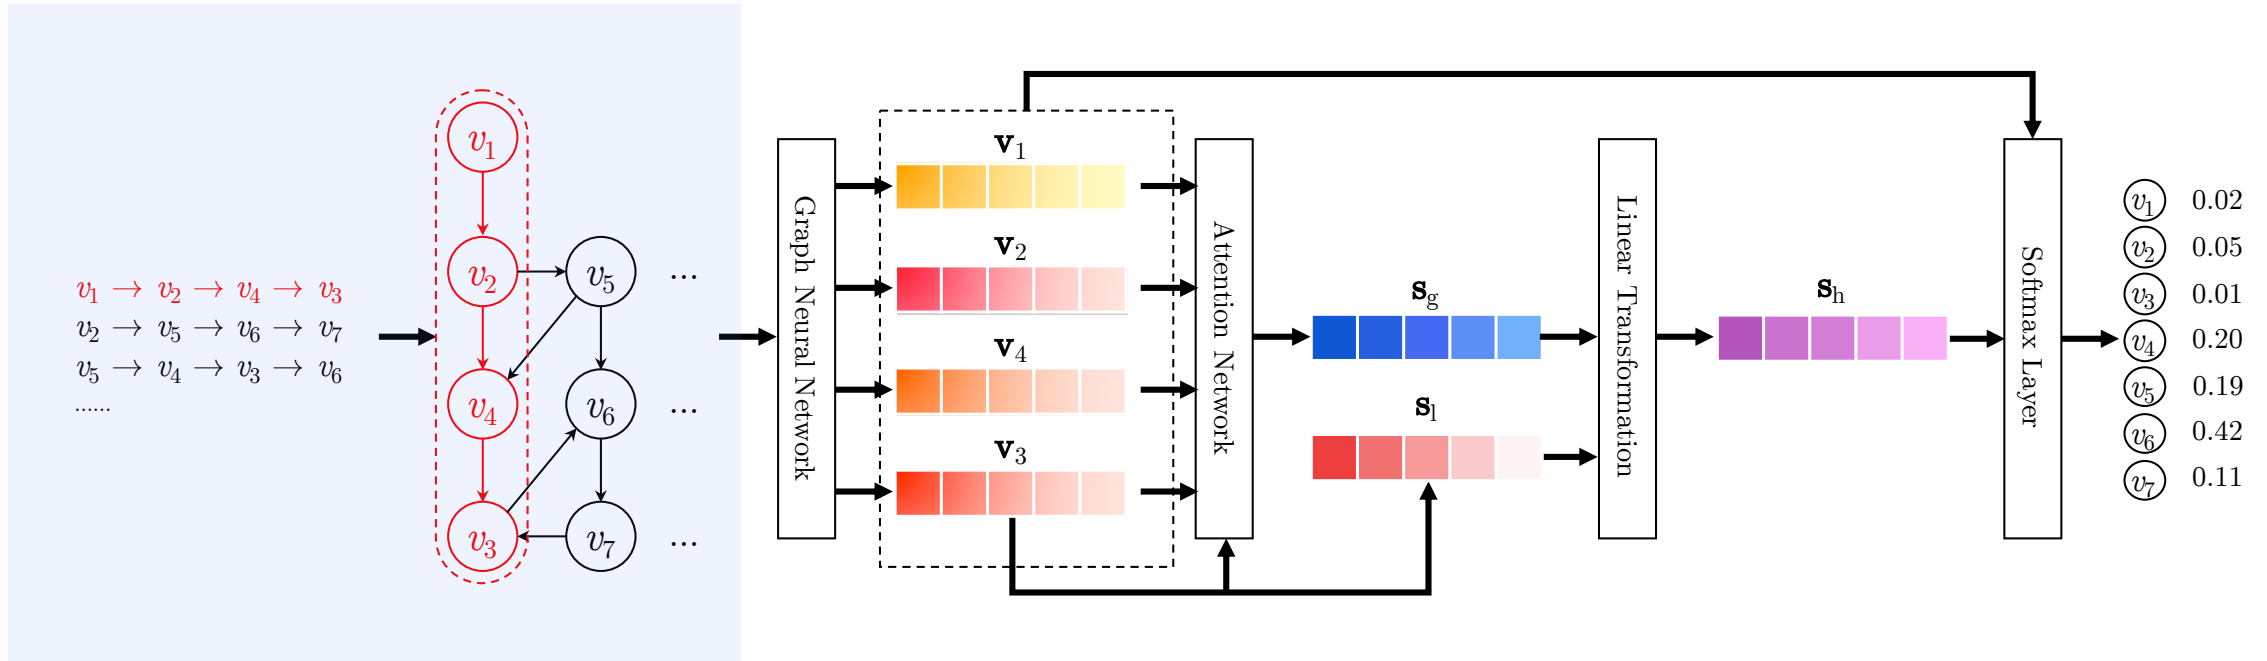 v1 → v2 → v4 → v3
v2 → v5 → v6 → v7
v5 → v4 → v3 → v6
......
v1
v2
v5
...
v4
v6
...
v3
v7
...
Graph Neural Network
v1
v2
v4
v3
Attention Network
sg
sl
Linear Transformation
sh
Softmax Layer
v1 0.02
v2 0.05
v3 0.01
v4 0.20
v5 0.19
v6 0.42
v7 0.11